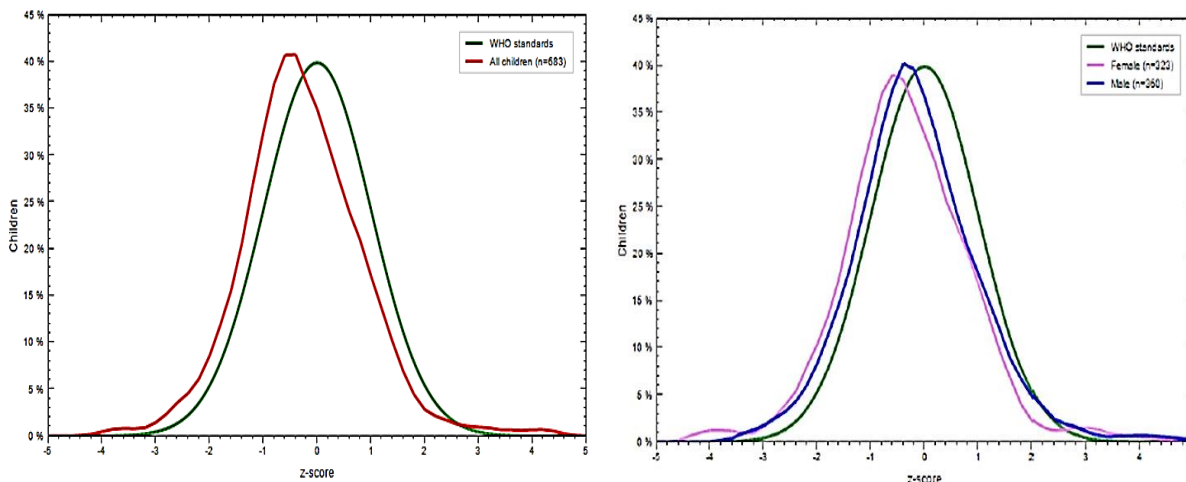 45 %
40 %
35 %
30 %
25 %
20 %
15 %
10 %
5 %
0 %
Children
WHO standards
All children (n=683)
-5 -4 -3 -2 -1 0 1 2 3 4 5
z-score
45 %
40 %
35 %
30 %
25 %
20 %
15 %
10 %
5 %
0 %
Children
WHO standards
Female (n=323)
Male (n=360)
-5 -4 -3 -2 -1 0 1 2 3 4
z-score